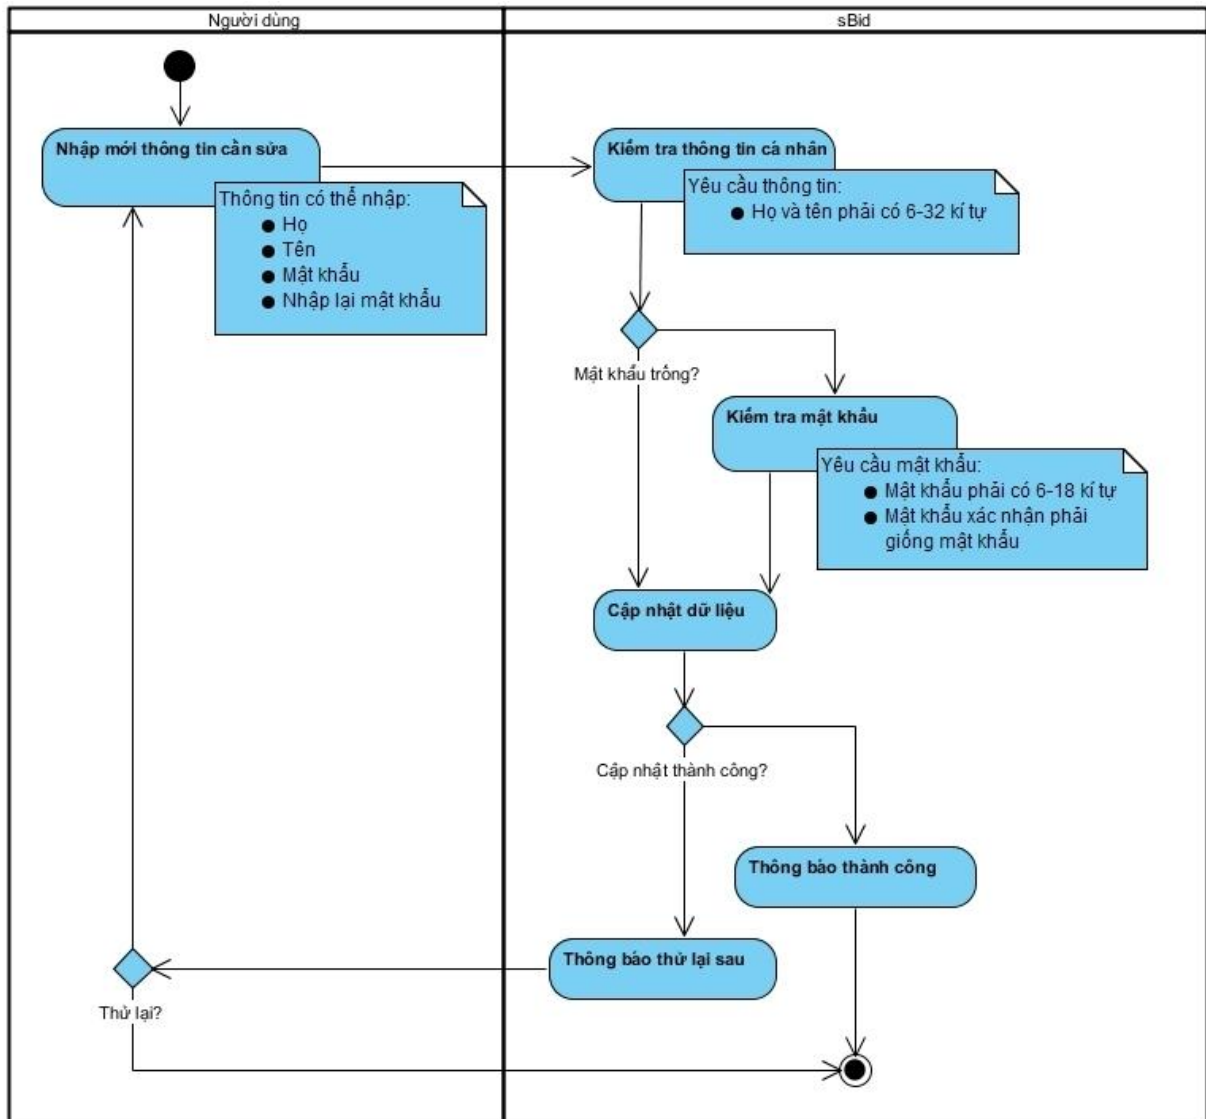 Người dùng
sBid
Nhập mới thông tin cần sửa
Thông tin có thể nhập:
● Họ
● Tên
● Mật khẩu
● Nhập lại mật khẩu
Kiểm tra thông tin cá nhân
Yêu cầu thông tin:
● Họ và tên phải có 6-32 kí tự
Mật khẩu trống?
Kiểm tra mật khẩu
Yêu cầu mật khẩu:
● Mật khẩu phải có 6-18 kí tự
● Mật khẩu xác nhận phải
giống mật khẩu
Cập nhật dữ liệu
Cập nhật thành công?
Thông báo thành công
Thông báo thử lại sau
Thử lại?